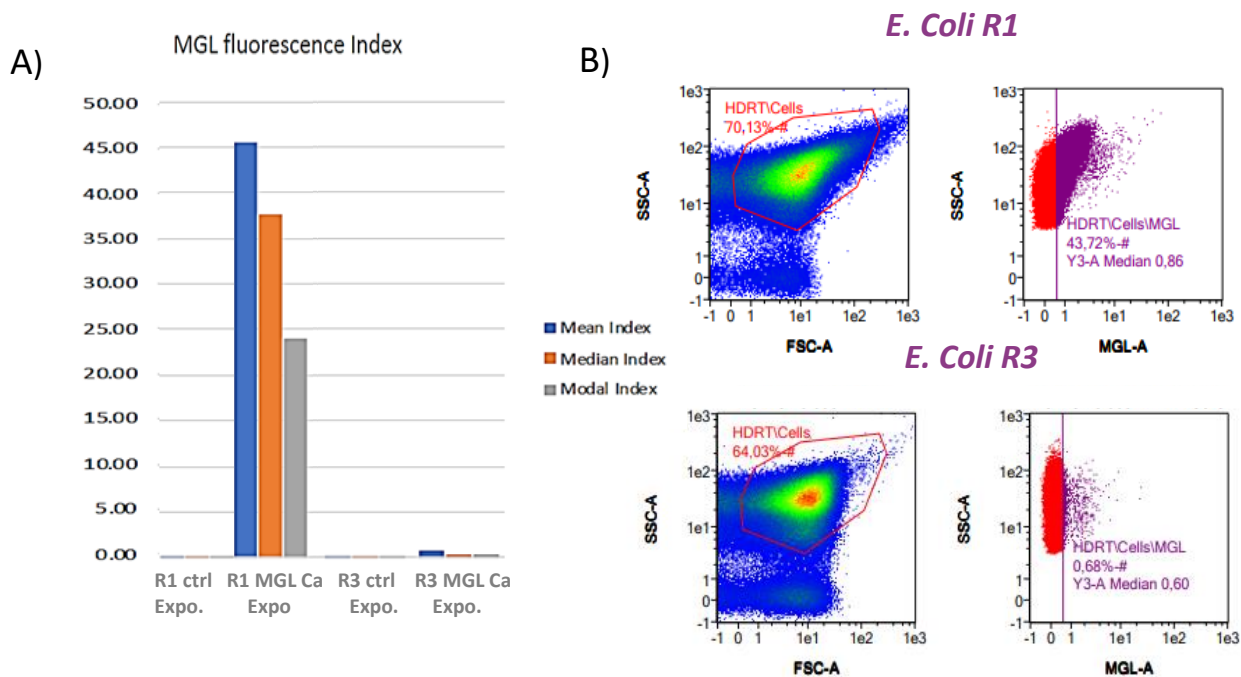 A)
MGL fluorescence Index
50.00
45.00
40.00
35.00
30.00
25.00
20.00
15.00
10.00
5.00
0.00
R1 ctrl
Expo.
R1 MGL Ca
Expo
R3 ctrl
Expo.
R3 MGL Ca
Expo.
Mean Index
Median Index
Modal Index
B)
E. Coli R1
HDRT\Cells
70,13%-#
SSC-A
1e3
1e2
1e1
1
0
-1
-1 0 1 1e1 1e2 1e3
FSC-A
SSC-A
1e3
1e2
1e1
1
0
-1
HDRT\Cells\MGL
43,72%-#
Y3-A Median 0,86
-1 0 1 1e1 1e2 1e3
MGL-A
E. Coli R3
HDRT\Cells
64,03%-#
SSC-A
1e3
1e2
1e1
1
0
-1
-1 0 1 1e1 1e2 1e3
FSC-A
SSC-A
1e3
1e2
1e1
1
0
-1
HDRT\Cells\MGL
0,68%-#
Y3-A Median 0,60
-1 0 1 1e1 1e2 1e3
MGL-A